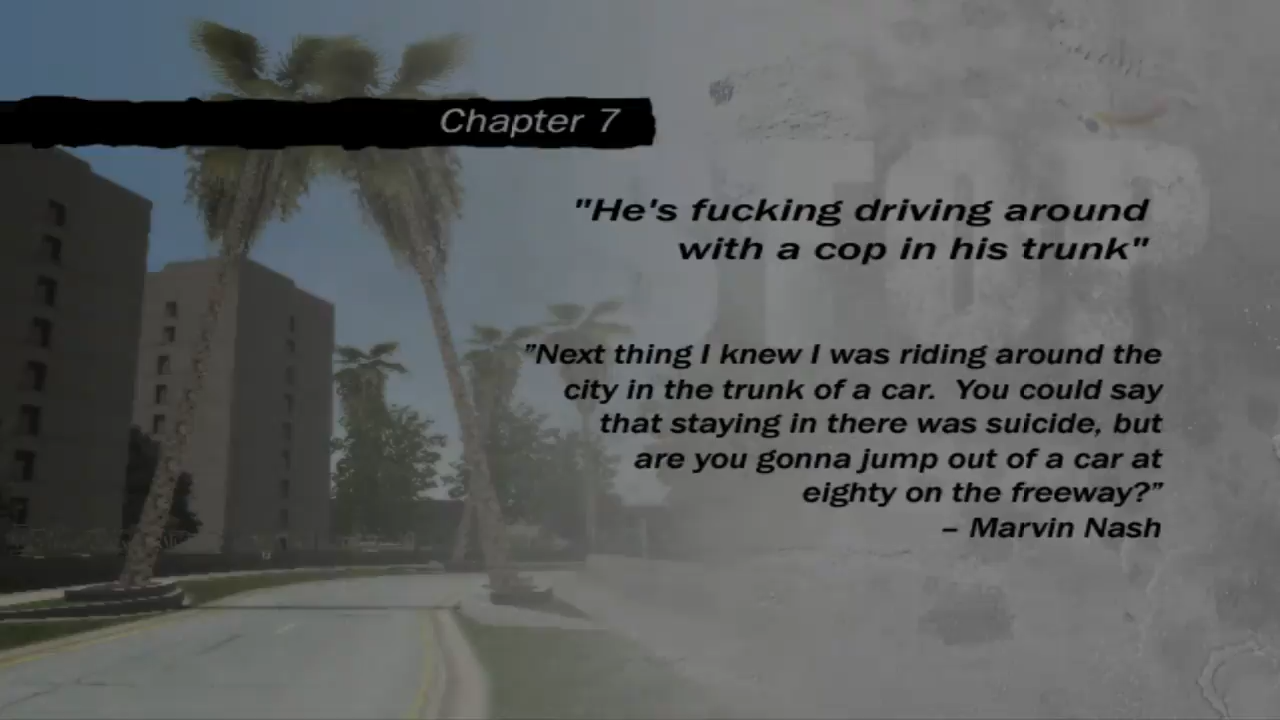 Chapter 7
"He's fucking driving around
with a cop in his trunk"
"Next thing I knew I was riding around the
city in the trunk of a car.  You could say
that staying in there was suicide, but
are you gonna jump out of a car at
eighty on the freeway?"
– Marvin Nash